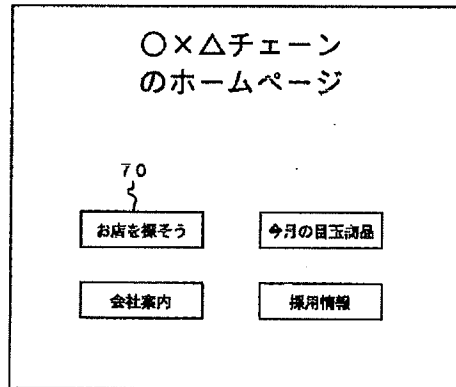 ○×△チェーン
のホームページ
70
お店を探そう
今月の目玉商品
会社案内
採用情報